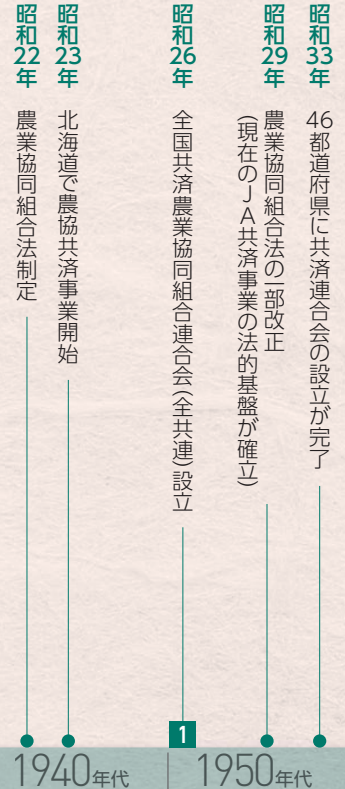 昭和22年
農業協同組合法制定
昭和23年
北海道で農協共済事業開始
昭和26年
全国共済農業協同組合連合会（全共連）設立
昭和29年
農業協同組合法の一部改正
（現在のＪＡ共済事業の法的基盤が確立）
昭和33年
46都道府県に共済連合会の設立が完了
1
1940年代
1950年代